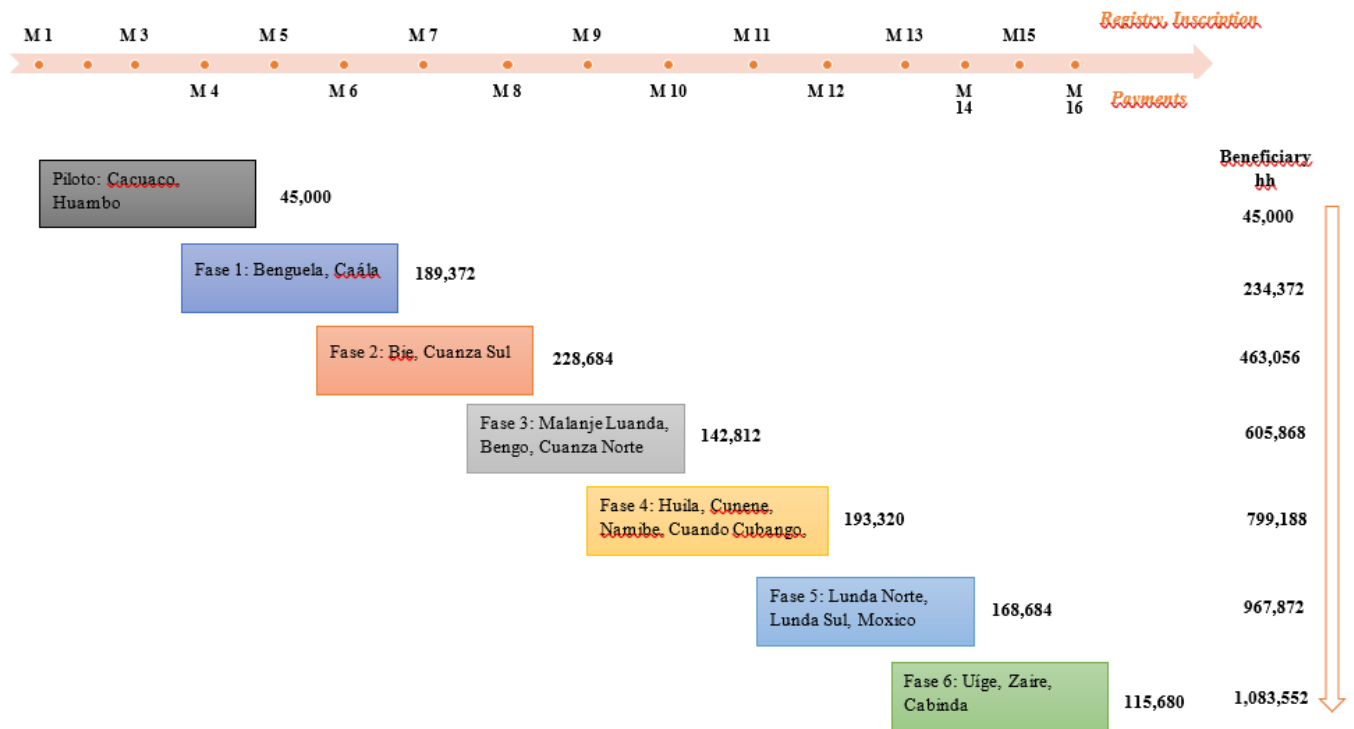 Registry, Inscription
M 1 M 3 M 5 M 7 M 9 M 11 M 13 M15
M 4 M 6 M 8 M 10 M 12 M
14 M
16 Payments
Beneficiary
hh
Piloto: Cacuaco,
Huambo
45,000
45,000
Fase 1: Benguela, Caála
189,372
234,372
Fase 2: Bie, Cuanza Sul
228,684
463,056
Fase 3: Malanje Luanda,
Bengo, Cuanza Norte
142,812
605,868
Fase 4: Huila, Cunene,
Namibe, Cuando Cubango,
193,320
799,188
Fase 5: Lunda Norte,
Lunda Sul, Moxico
168,684
967,872
Fase 6: Uíge, Zaire,
Cabinda
115,680
1,083,552